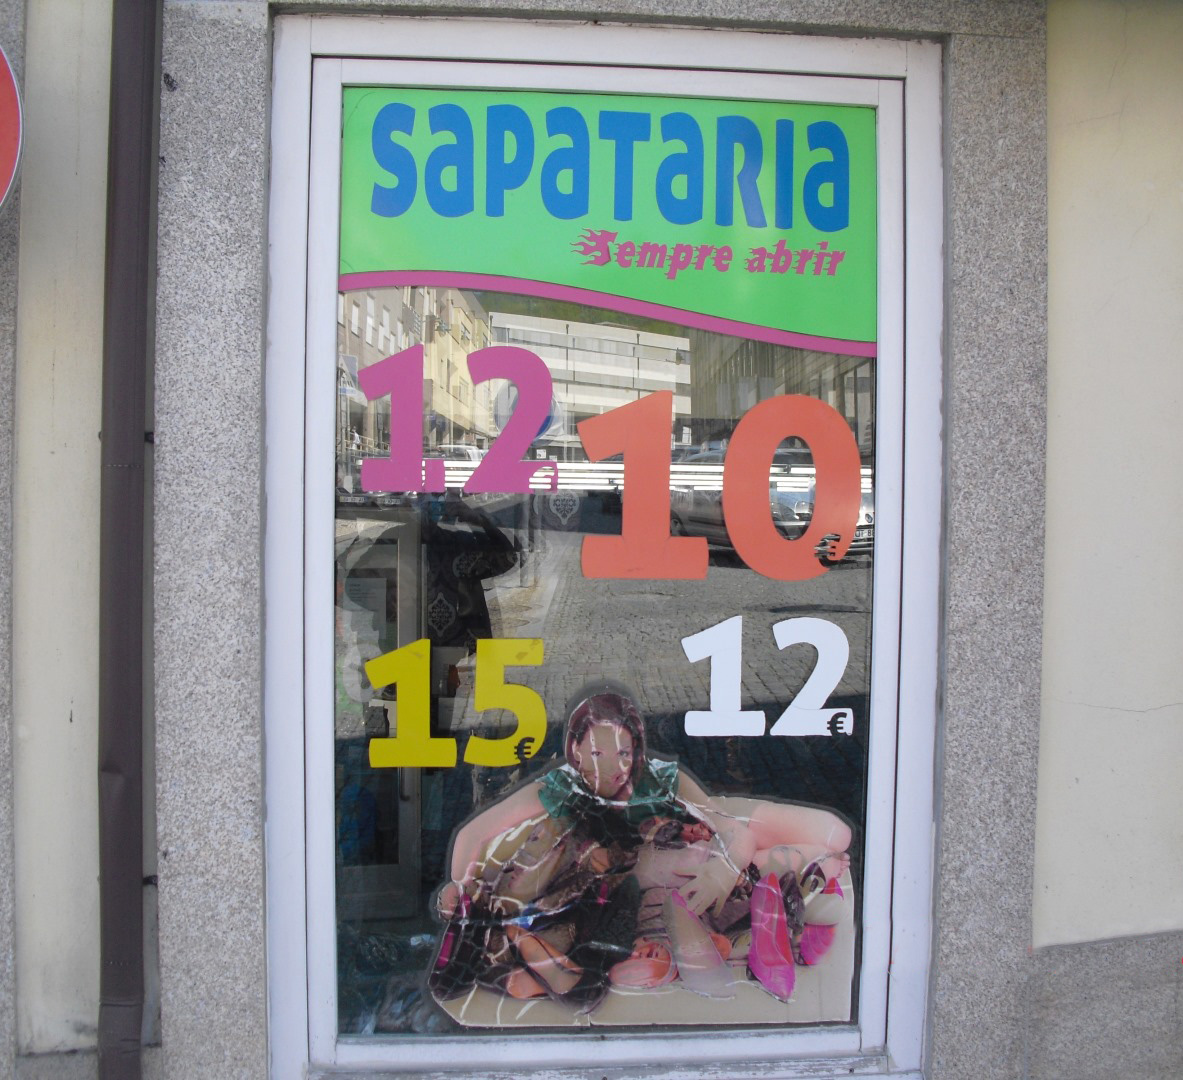 SAPATARIA
Sempre abrir
12
10€
15€
12€